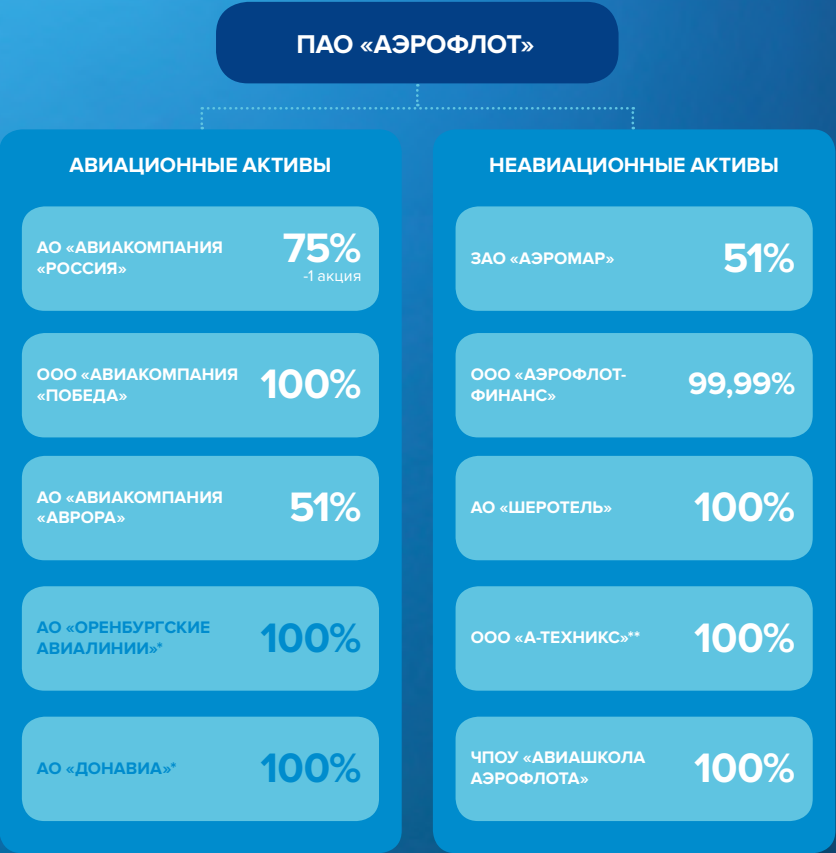 ПАО «АЭРОФЛОТ»
АВИАЦИОННЫЕ АКТИВЫ
АО «АВИАКОМПАНИЯ
«РОССИЯ»
75%
-1 акция
ООО «АВИАКОМПАНИЯ
«ПОБЕДА»
100%
АО «АВИАКОМПАНИЯ
«АВРОРА»
51%
АО «ОРЕНБУРГСКИЕ
АВИАЛИНИИ»*
100%
АО «ДОНАВИА»*
100%
НЕАВИАЦИОННЫЕ АКТИВЫ
ЗАО «АЭРОМАР»
51%
ООО «АЭРОФЛОТ-
ФИНАНС»
99,99%
АО «ШЕРОТЕЛЬ»
100%
ООО «А-ТЕХНИКС»**
100%
ЧПОУ «АВИАШКОЛА
АЭРОФЛОТА»
100%